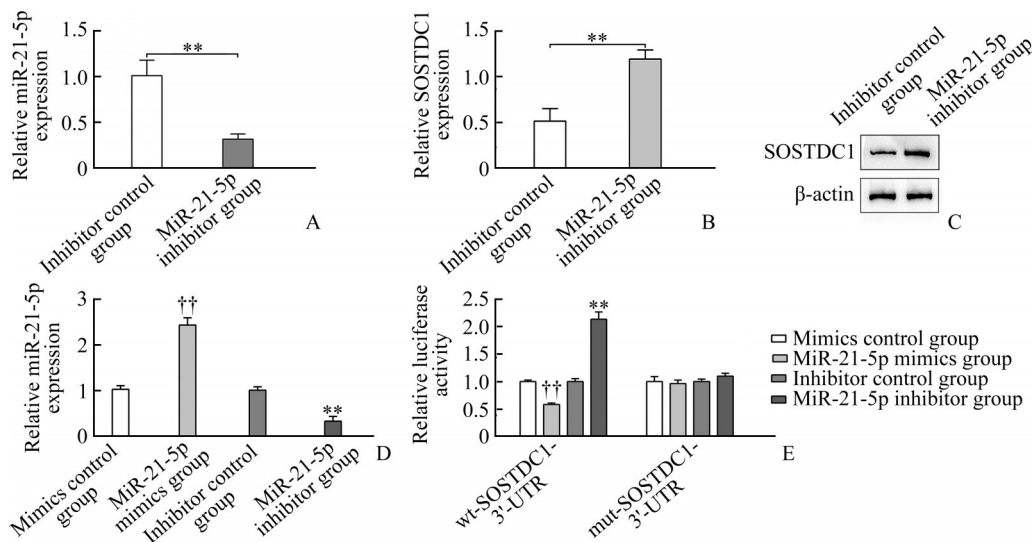 Relative miR-21-5p
expression
1.5
1.0
0.5
0
**
Inhibitor control
group
MiR-21-5p
inhibitor group
A
Relative SOSTDC1
expression
1.5
1.0
0.5
0
**
Inhibitor control
group
MiR-21-5p
inhibitor group
B
Inhibitor control
group
MiR-21-5p
inhibitor group
SOSTDC1
β-actin
C
Relative miR-21-5p
expression
3
2
1
0
††
**
Mimics control
group
MiR-21-5p
mimics group
Inhibitor control
group
MiR-21-5p
inhibitor group
D
Relative luciferase
activity
2.5
2.0
1.5
1.0
0.5
0
††
**
wt-SOSTDC1-
3'-UTR
mut-SOSTDC1-
3'-UTR
E
Mimics control group
MiR-21-5p mimics group
Inhibitor control group
MiR-21-5p inhibitor group